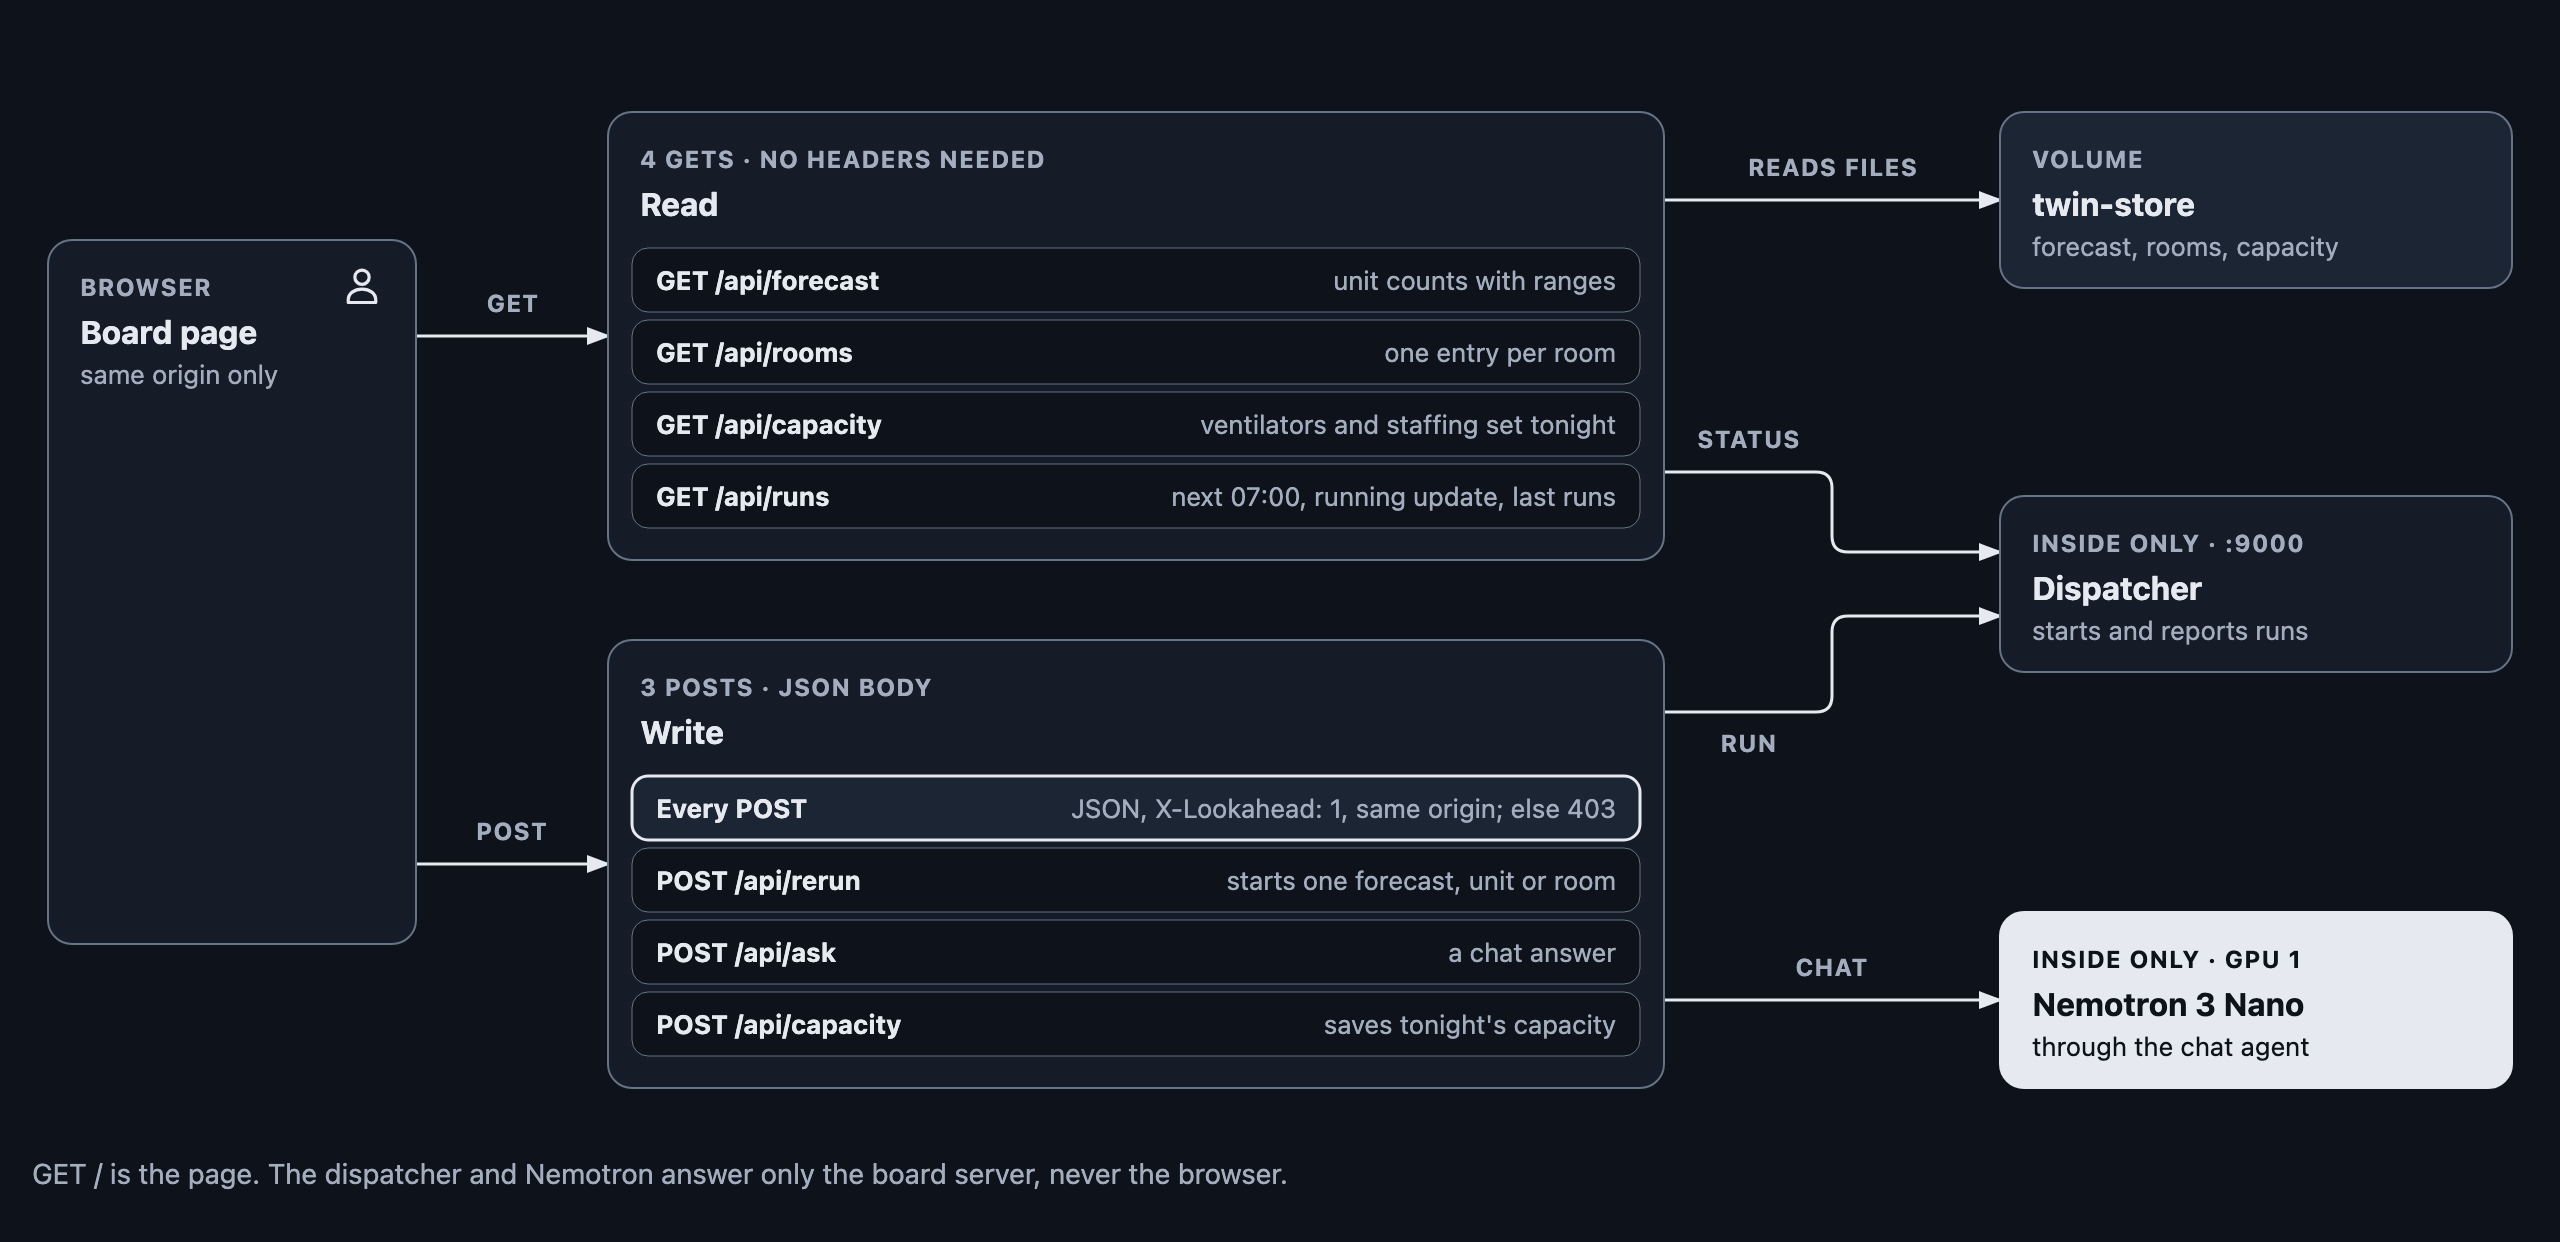 BROWSER
Board page
same origin only
GET
POST
4 GETS · NO HEADERS NEEDED
Read
GET /api/forecast unit counts with ranges
GET /api/rooms one entry per room
GET /api/capacity ventilators and staffing set tonight
GET /api/runs next 07:00, running update, last runs
3 POSTS · JSON BODY
Write
Every POST JSON, X-Lookahead: 1, same origin; else 403
POST /api/rerun starts one forecast, unit or room
POST /api/ask a chat answer
POST /api/capacity saves tonight's capacity
READS FILES
STATUS
RUN
CHAT
VOLUME
twin-store
forecast, rooms, capacity
INSIDE ONLY · :9000
Dispatcher
starts and reports runs
INSIDE ONLY · GPU 1
Nemotron 3 Nano
through the chat agent
GET / is the page. The dispatcher and Nemotron answer only the board server, never the browser.